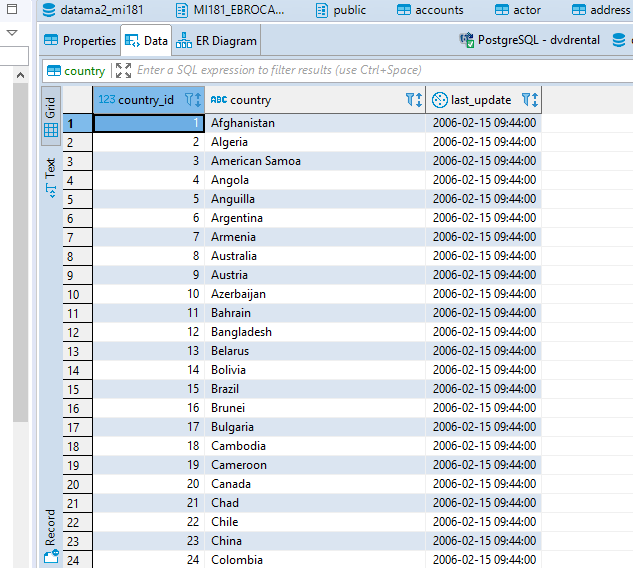 datama2_mi181 MI181_EBROCA... public accounts actor address
Properties Data ER Diagram PostgreSQL - dvdrental
country Enter a SQL expression to filter results (use Ctrl+Space)
Grid
Text
Record
123 country_id ABC country last_update
1 1 Afghanistan 2006-02-15 09:44:00
2 2 Algeria 2006-02-15 09:44:00
3 3 American Samoa 2006-02-15 09:44:00
4 4 Angola 2006-02-15 09:44:00
5 5 Anguilla 2006-02-15 09:44:00
6 6 Argentina 2006-02-15 09:44:00
7 7 Armenia 2006-02-15 09:44:00
8 8 Australia 2006-02-15 09:44:00
9 9 Austria 2006-02-15 09:44:00
10 10 Azerbaijan 2006-02-15 09:44:00
11 11 Bahrain 2006-02-15 09:44:00
12 12 Bangladesh 2006-02-15 09:44:00
13 13 Belarus 2006-02-15 09:44:00
14 14 Bolivia 2006-02-15 09:44:00
15 15 Brazil 2006-02-15 09:44:00
16 16 Brunei 2006-02-15 09:44:00
17 17 Bulgaria 2006-02-15 09:44:00
18 18 Cambodia 2006-02-15 09:44:00
19 19 Cameroon 2006-02-15 09:44:00
20 20 Canada 2006-02-15 09:44:00
21 21 Chad 2006-02-15 09:44:00
22 22 Chile 2006-02-15 09:44:00
23 23 China 2006-02-15 09:44:00
24 24 Colombia 2006-02-15 09:44:00